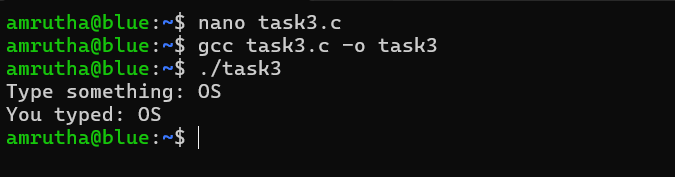 amrutha@blue:~$ nano task3.c
amrutha@blue:~$ gcc task3.c -o task3
amrutha@blue:~$ ./task3
Type something: OS
You typed: OS
amrutha@blue:~$